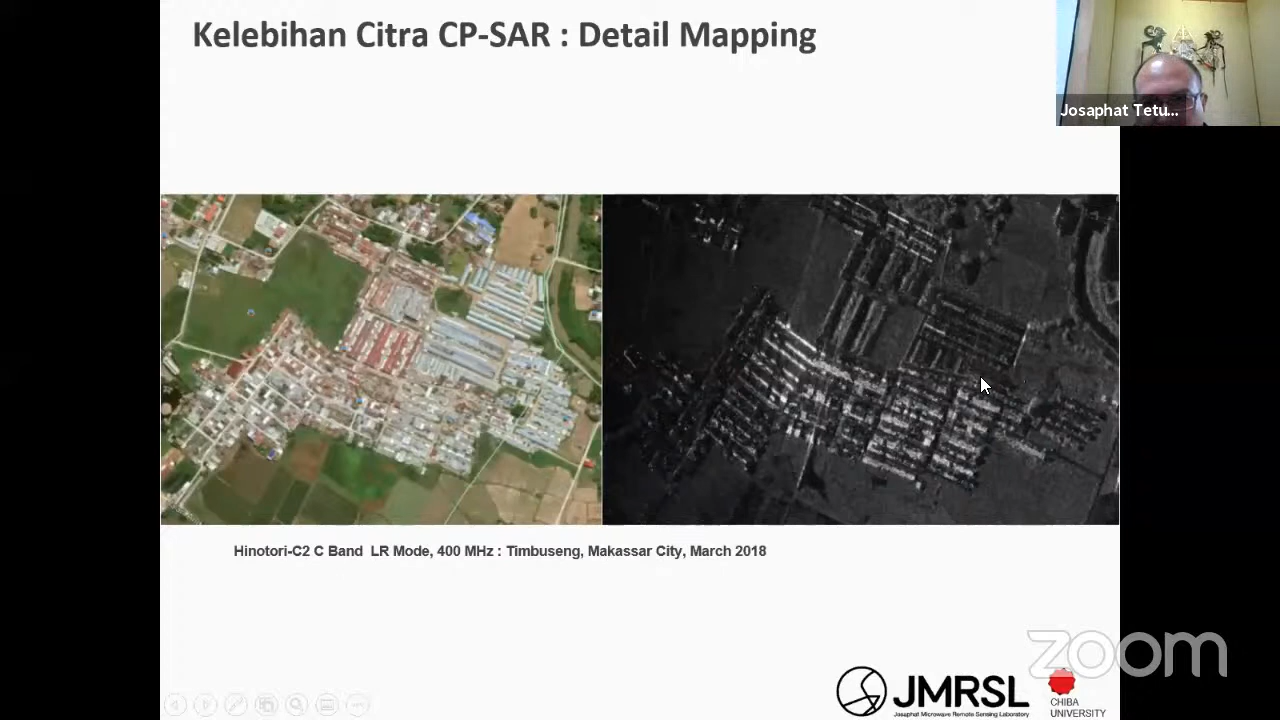 Kelebihan Citra CP-SAR : Detail Mapping
Josaphat Tetu...
Hinotori-C2 C Band LR Mode, 400 MHz : Timbuseng, Makassar City, March 2018
zoom
JMRSL
Josaphat Microwave Remote Sensing Laboratory
CHIBA
UNIVERSITY